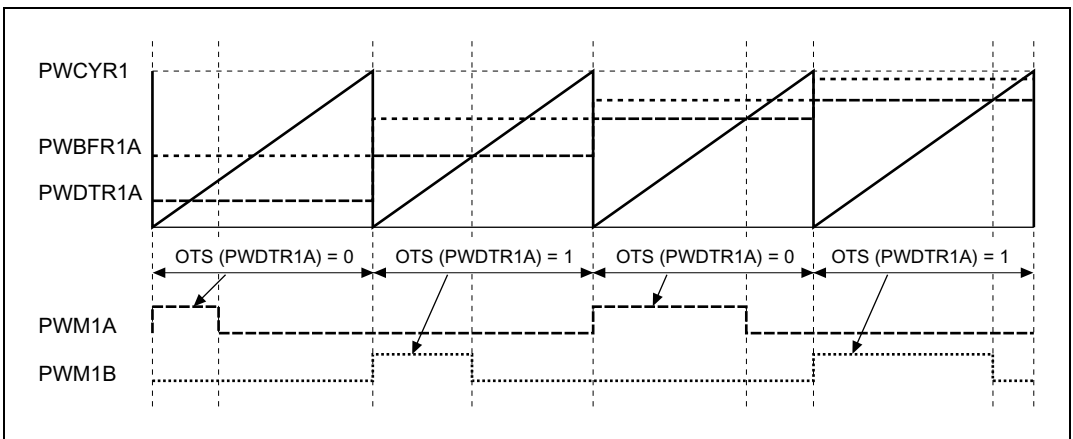 PWCYR1
PWBFR1A
PWDTR1A
OTS (PWDTR1A) = 0 OTS (PWDTR1A) = 1 OTS (PWDTR1A) = 0 OTS (PWDTR1A) = 1
PWM1A
PWM1B